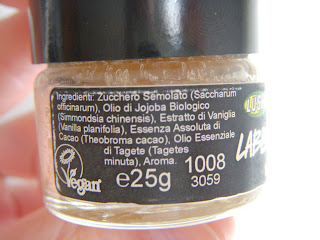 Ingredienti: Zucchero Semolato (Saccharum
officinarum), Olio di Jojoba Biologico
(Simmondsia chinensis), Estratto di Vaniglia
(Vanilla planifolia), Essenza Assoluta di
Cacao (Theobroma cacao), Olio Essenziale
di Tagete (Tagetes
minuta), Aroma.
Vegan
e25g
1008
3059